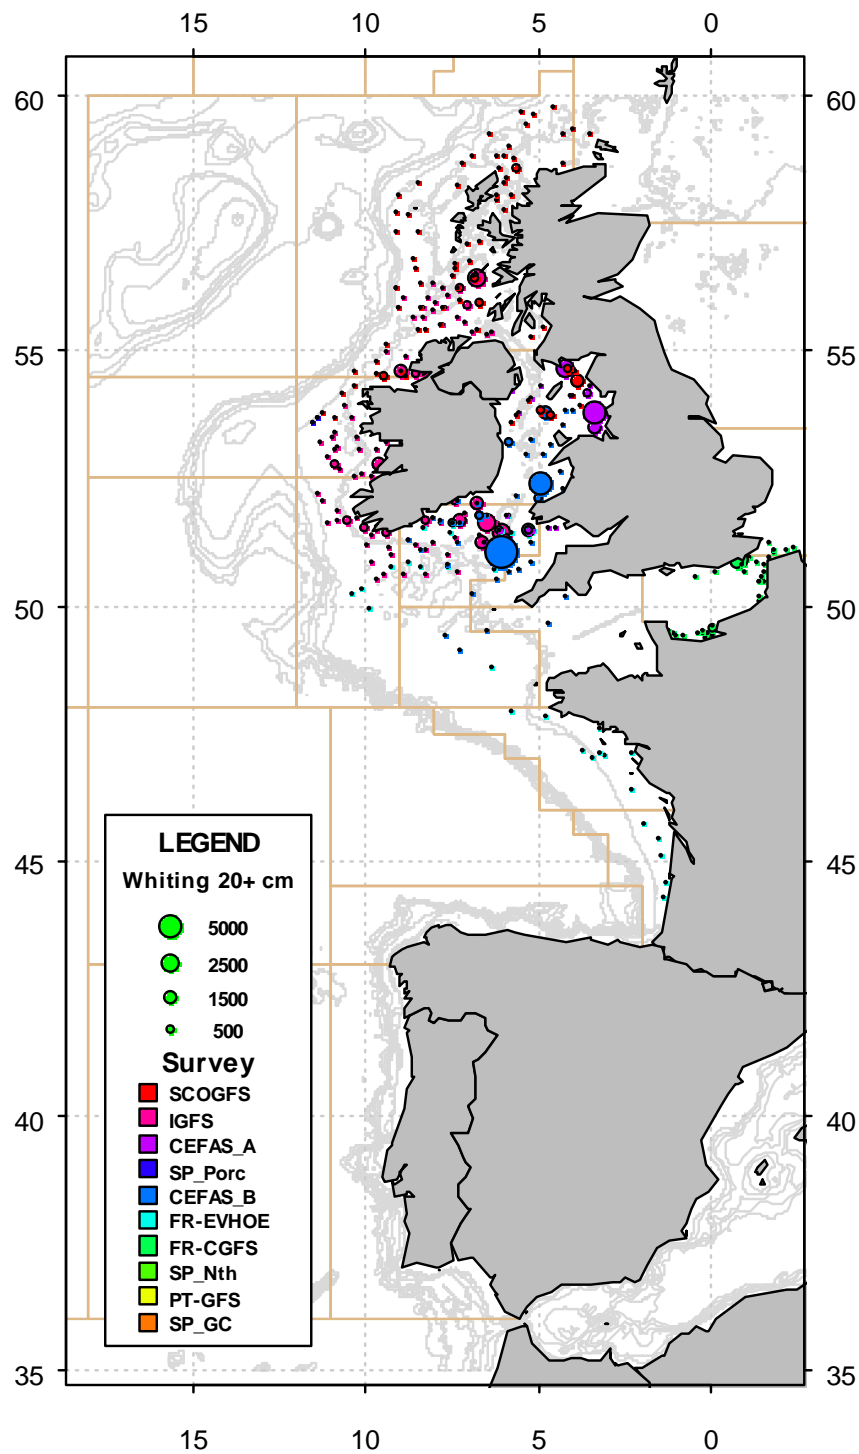 15 10 5 0
60 60
55 55
50 50
45 45
40 40
35 35
LEGEND
Whiting 20+ cm
5000
2500
1500
500
Survey
SCOGFS
IGFS
CEFAS_A
SP_Porc
CEFAS_B
FR-EVHOE
FR-CGFS
SP_Nth
PT-GFS
SP_GC
15 10 5 0